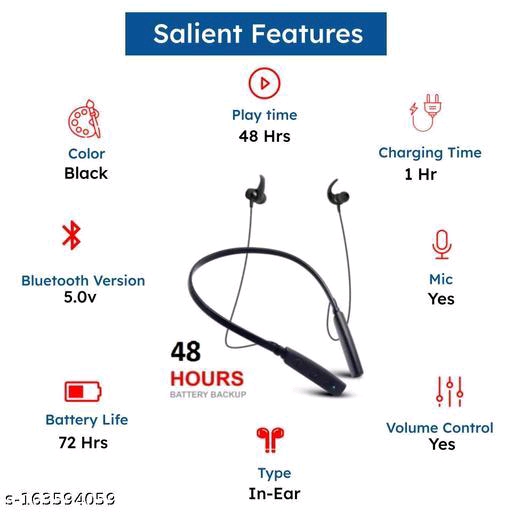 Salient Features
Play time
48 Hrs
Color
Black
Charging Time
1 Hr
Bluetooth Version
5.0v
Mic
Yes
48
HOURS
BATTERY BACKUP
Battery Life
72 Hrs
Volume Control
Yes
Type
In-Ear
s-163594059